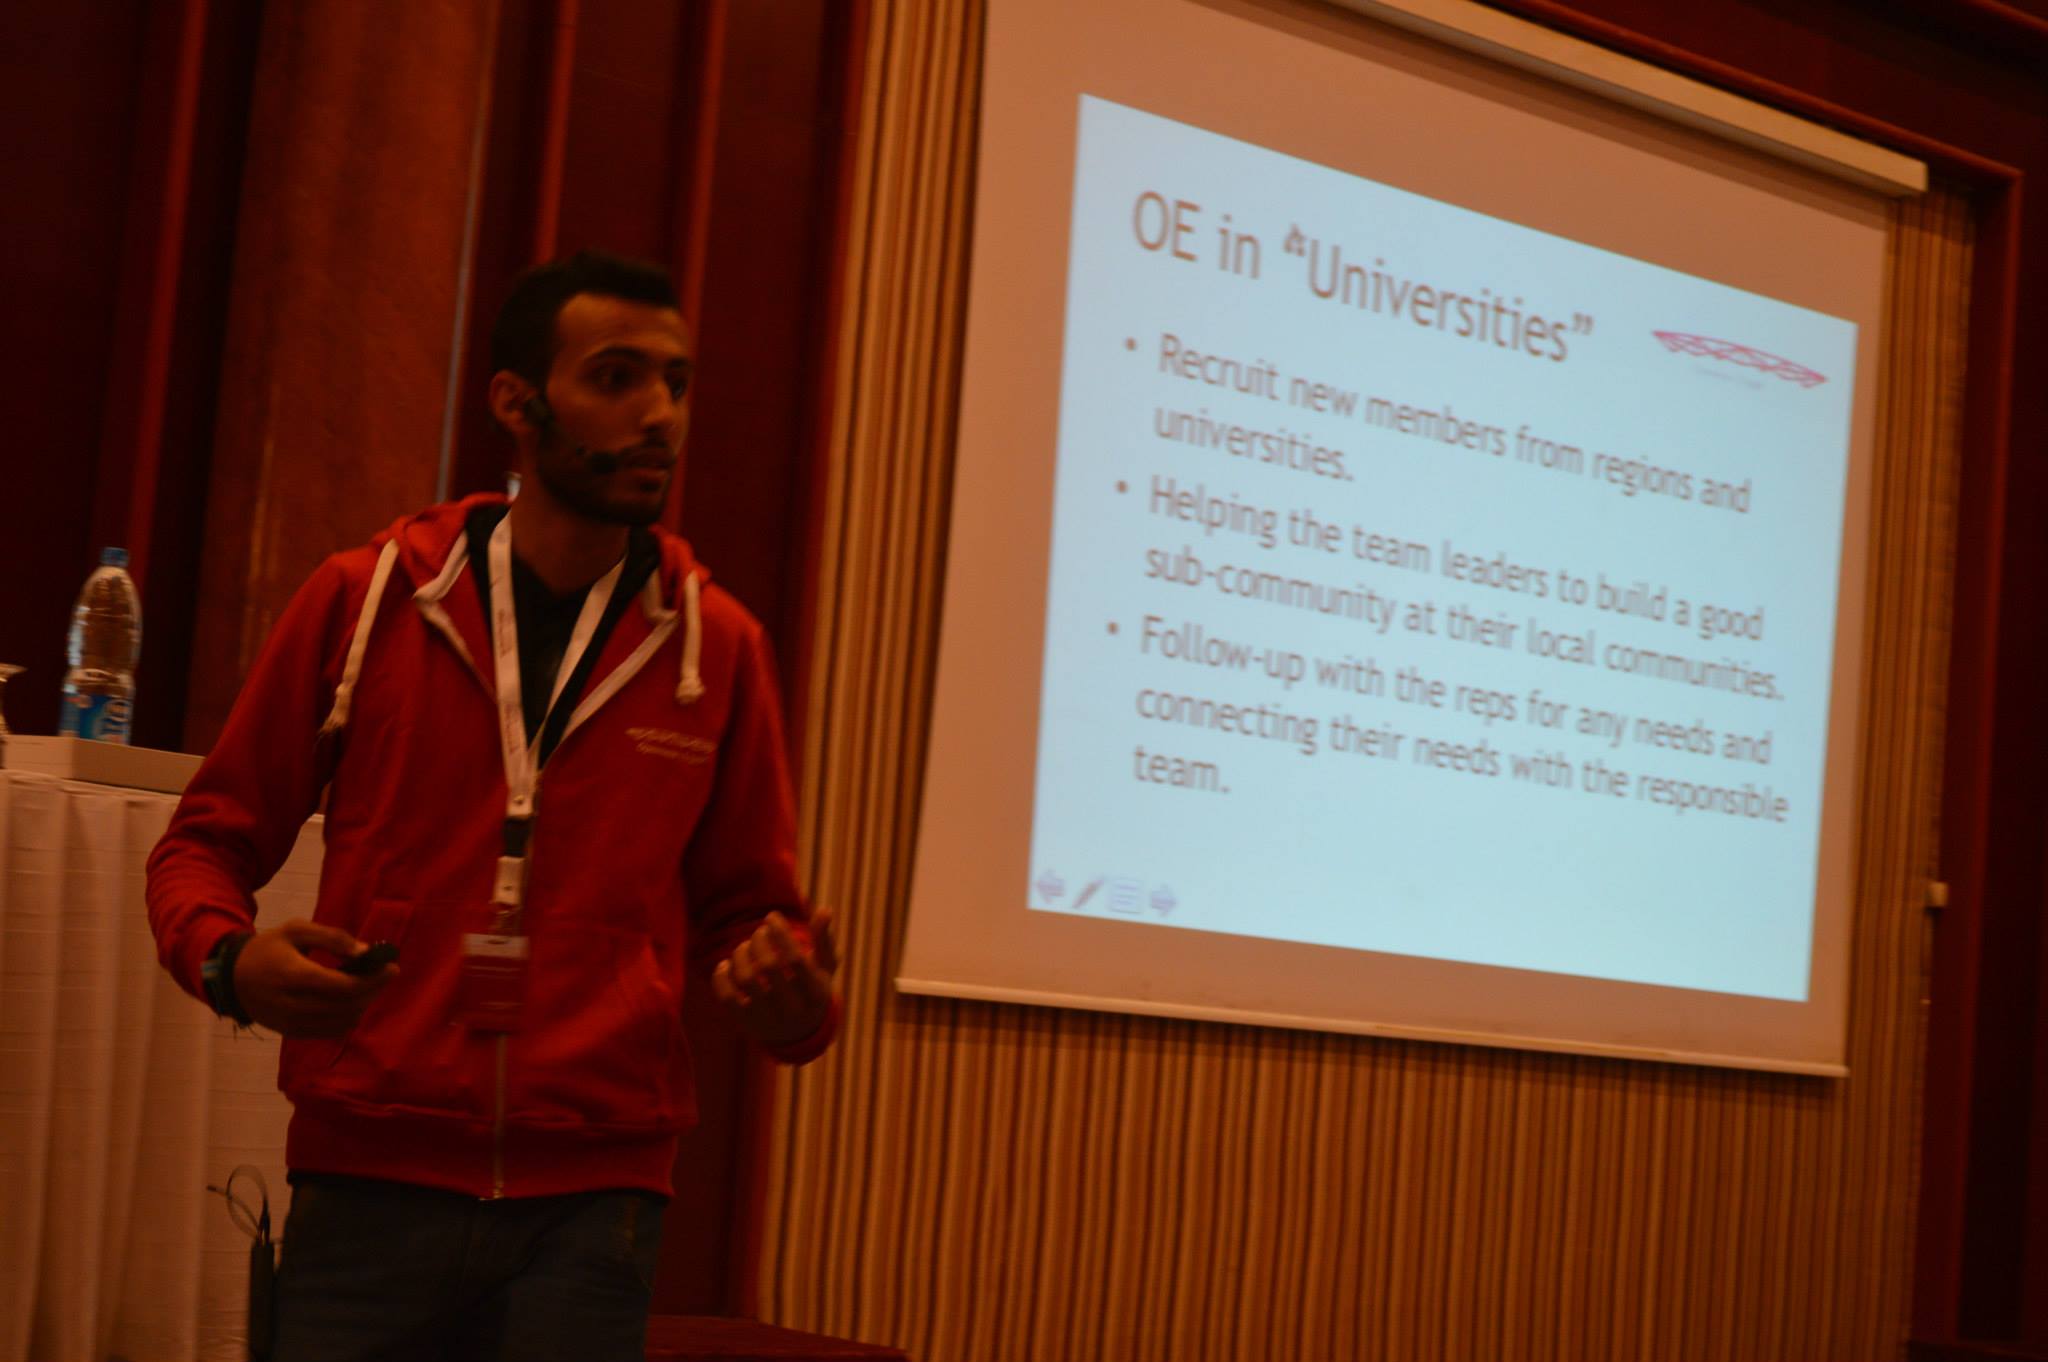 OE in “Universities”
• Recruit new members from regions and
universities.
• Helping the team leaders to build a good
sub-community at their local communities.
• Follow-up with the reps for any needs and
connecting their needs with the responsible
team.